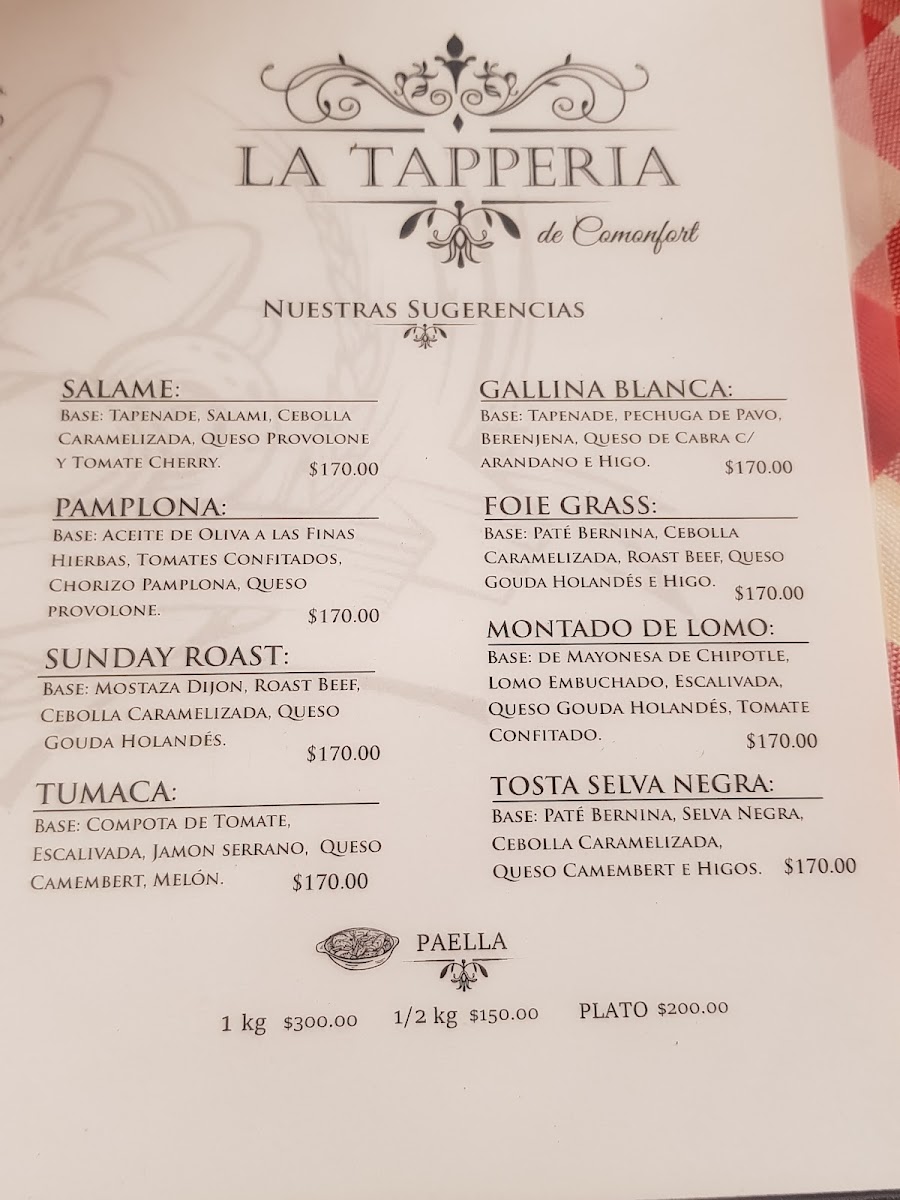 LA TAPPERIA
de Comonfort
Nuestras Sugerencias
SALAME:
Base: Tapenade, Salami, Cebolla
Caramelizada, Queso Provolone
y Tomate Cherry.
$170.00
PAMPLONA:
Base: Aceite de Oliva a las Finas
Hierbas, Tomates Confitados,
Chorizo Pamplona, Queso
provolone.
$170.00
SUNDAY ROAST:
Base: Mostaza Dijon, Roast Beef,
Cebolla Caramelizada, Queso
Gouda Holandés.
$170.00
TUMACA:
Base: Compota de Tomate,
Escalivada, Jamon serrano, Queso
Camembert, Melón.
$170.00
GALLINA BLANCA:
Base: Tapenade, pechuga de Pavo,
Berenjena, Queso de Cabra c/
arandano e Higo.
$170.00
FOIE GRASS:
Base: Paté Bernina, Cebolla
Caramelizada, Roast Beef, Queso
Gouda Holandés e Higo.
$170.00
MONTADO DE LOMO:
Base: de Mayonesa de Chipotle,
Lomo Embuchado, Escalivada,
Queso Gouda Holandés, Tomate
Confitado.
$170.00
TOSTA SELVA NEGRA:
Base: Paté Bernina, Selva Negra,
Cebolla Caramelizada,
Queso Camembert e Higos. $170.00
PAELLA
1 kg $300.00 1/2 kg $150.00 PLATO $200.00